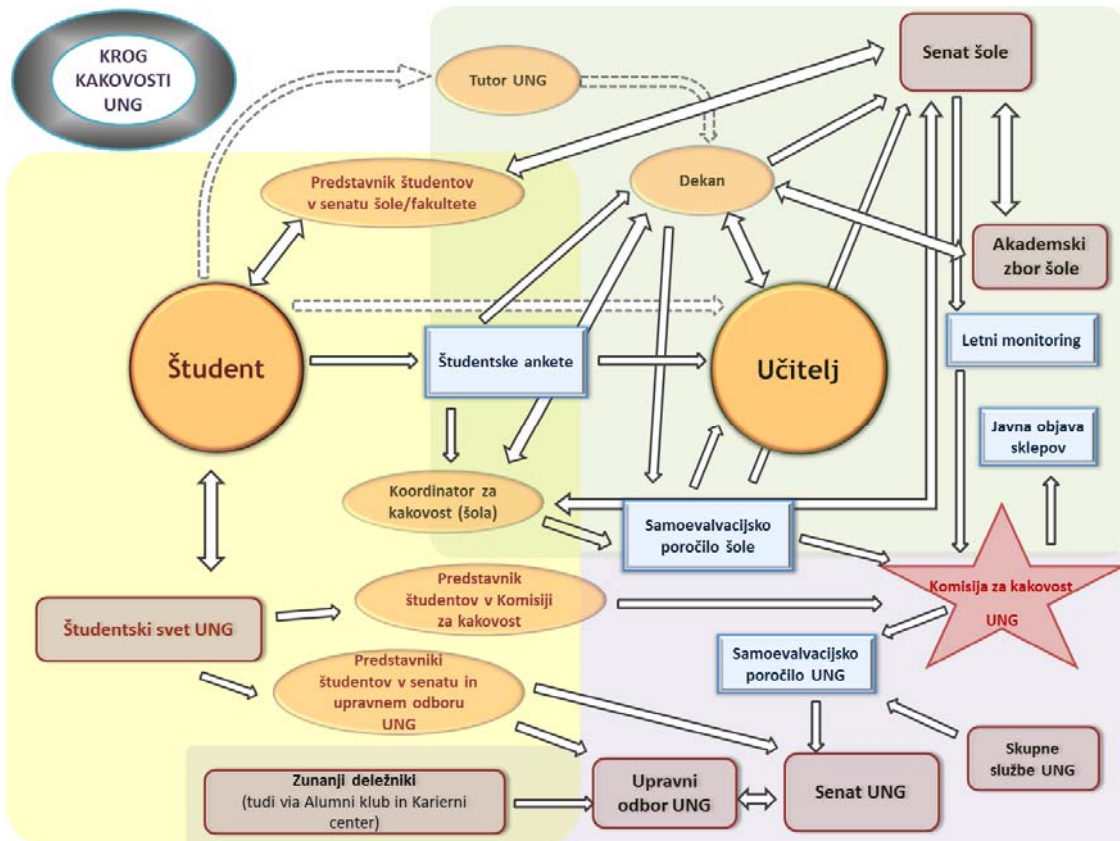 KROG
KAKOVOSTI
UNG
Tutor UNG
Senat šole
Predstavnik študentov
v senatu šole/fakultete
Dekan
Akademski
zbor šole
Študent
Študentske ankete
Učitelj
Letni monitoring
Javna objava
sklepov
Koordinator za
kakovost (šola)
Samoevalvacijsko
poročilo šole
Predstavnik
študentov v Komisiji
za kakovost
Komisija za kakovost
UNG
Študentski svet UNG
Samoevalvacijsko
poročilo UNG
Predstavniki
študentov v senatu in
upravnem odboru
UNG
Skupne
službe UNG
Zunanji deležniki
(tudi via Alumni klub in Karierni
center)
Upravni
odbor UNG
Senat UNG